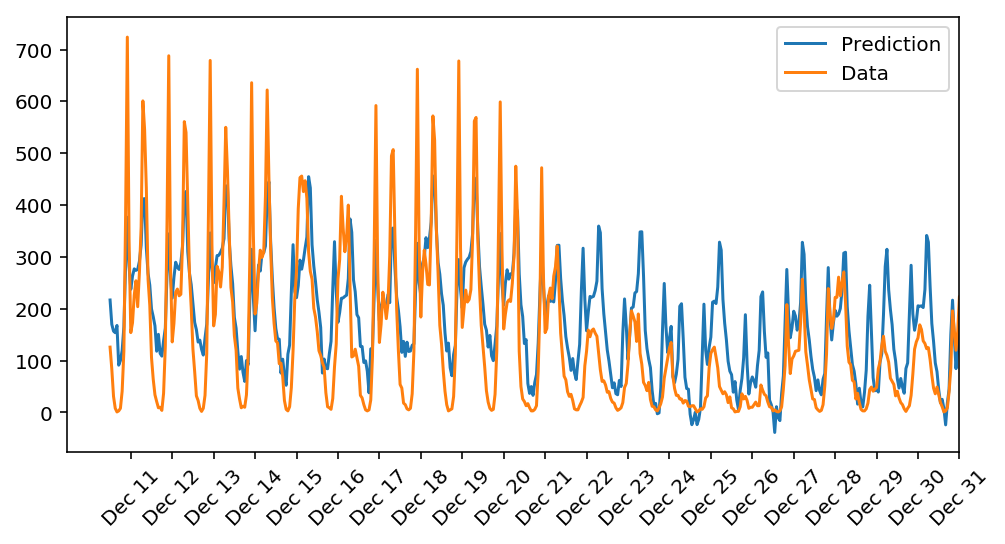 700
600
500
400
300
200
100
0
Prediction
Data
Dec 11
Dec 12
Dec 13
Dec 14
Dec 15
Dec 16
Dec 17
Dec 18
Dec 19
Dec 20
Dec 21
Dec 22
Dec 23
Dec 24
Dec 25
Dec 26
Dec 27
Dec 28
Dec 29
Dec 30
Dec 31